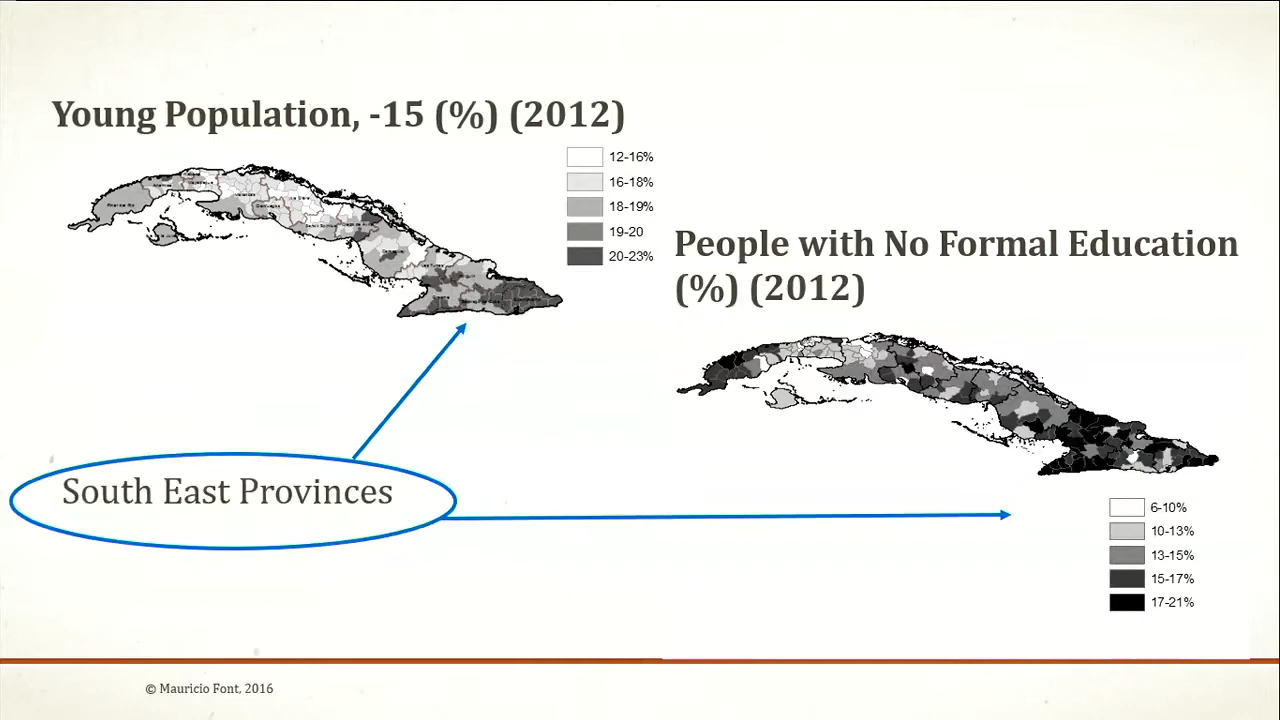 Young Population, -15 (%) (2012)
12-16%
16-18%
18-19%
19-20
20-23%
People with No Formal Education
(%) (2012)
South East Provinces
6-10%
10-13%
13-15%
15-17%
17-21%
© Mauricio Font, 2016